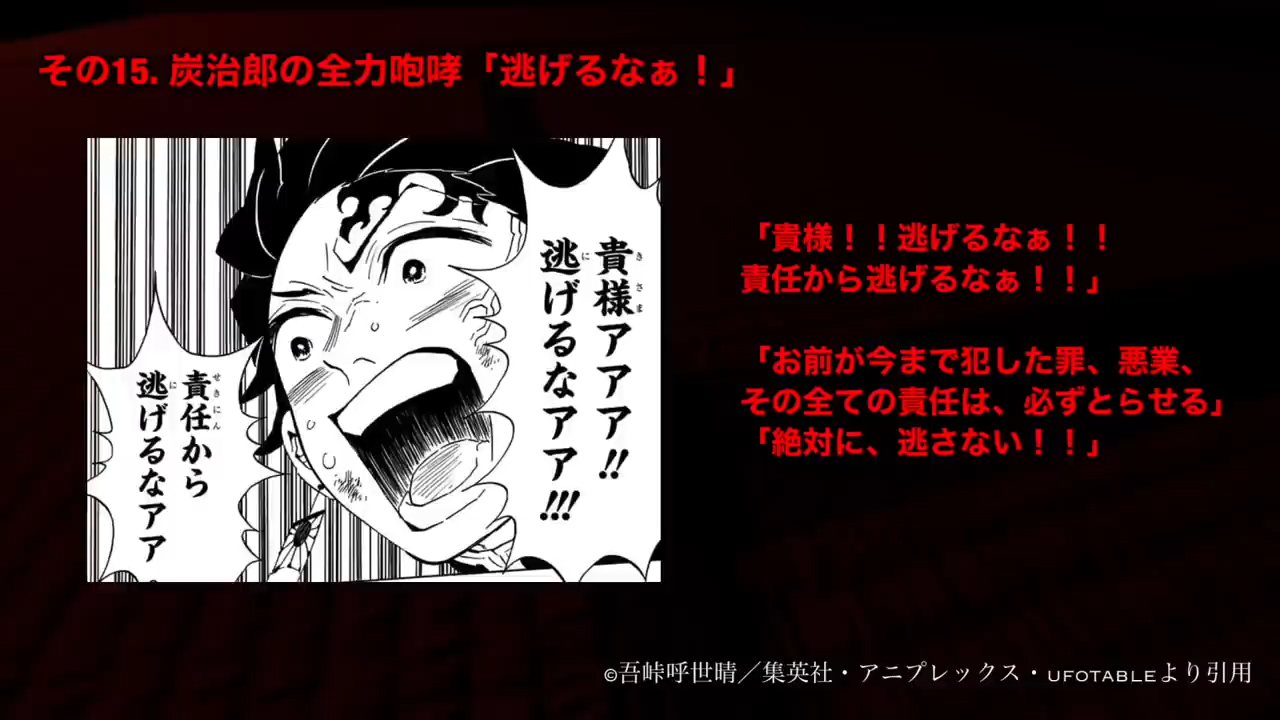 その15. 炭治郎の全力咆哮「逃げるなぁ！」
貴様アアア!!
逃げるなアア!!!
責任から
逃げるなアア
「貴様！！逃げるなぁ！！
責任から逃げるなぁ！！」
「お前が今まで犯した罪、悪業、
その全ての責任は、必ずとらせる」
「絶対に、逃さない！！」
©吾峠呼世晴／集英社・アニプレックス・UFOTABLEより引用